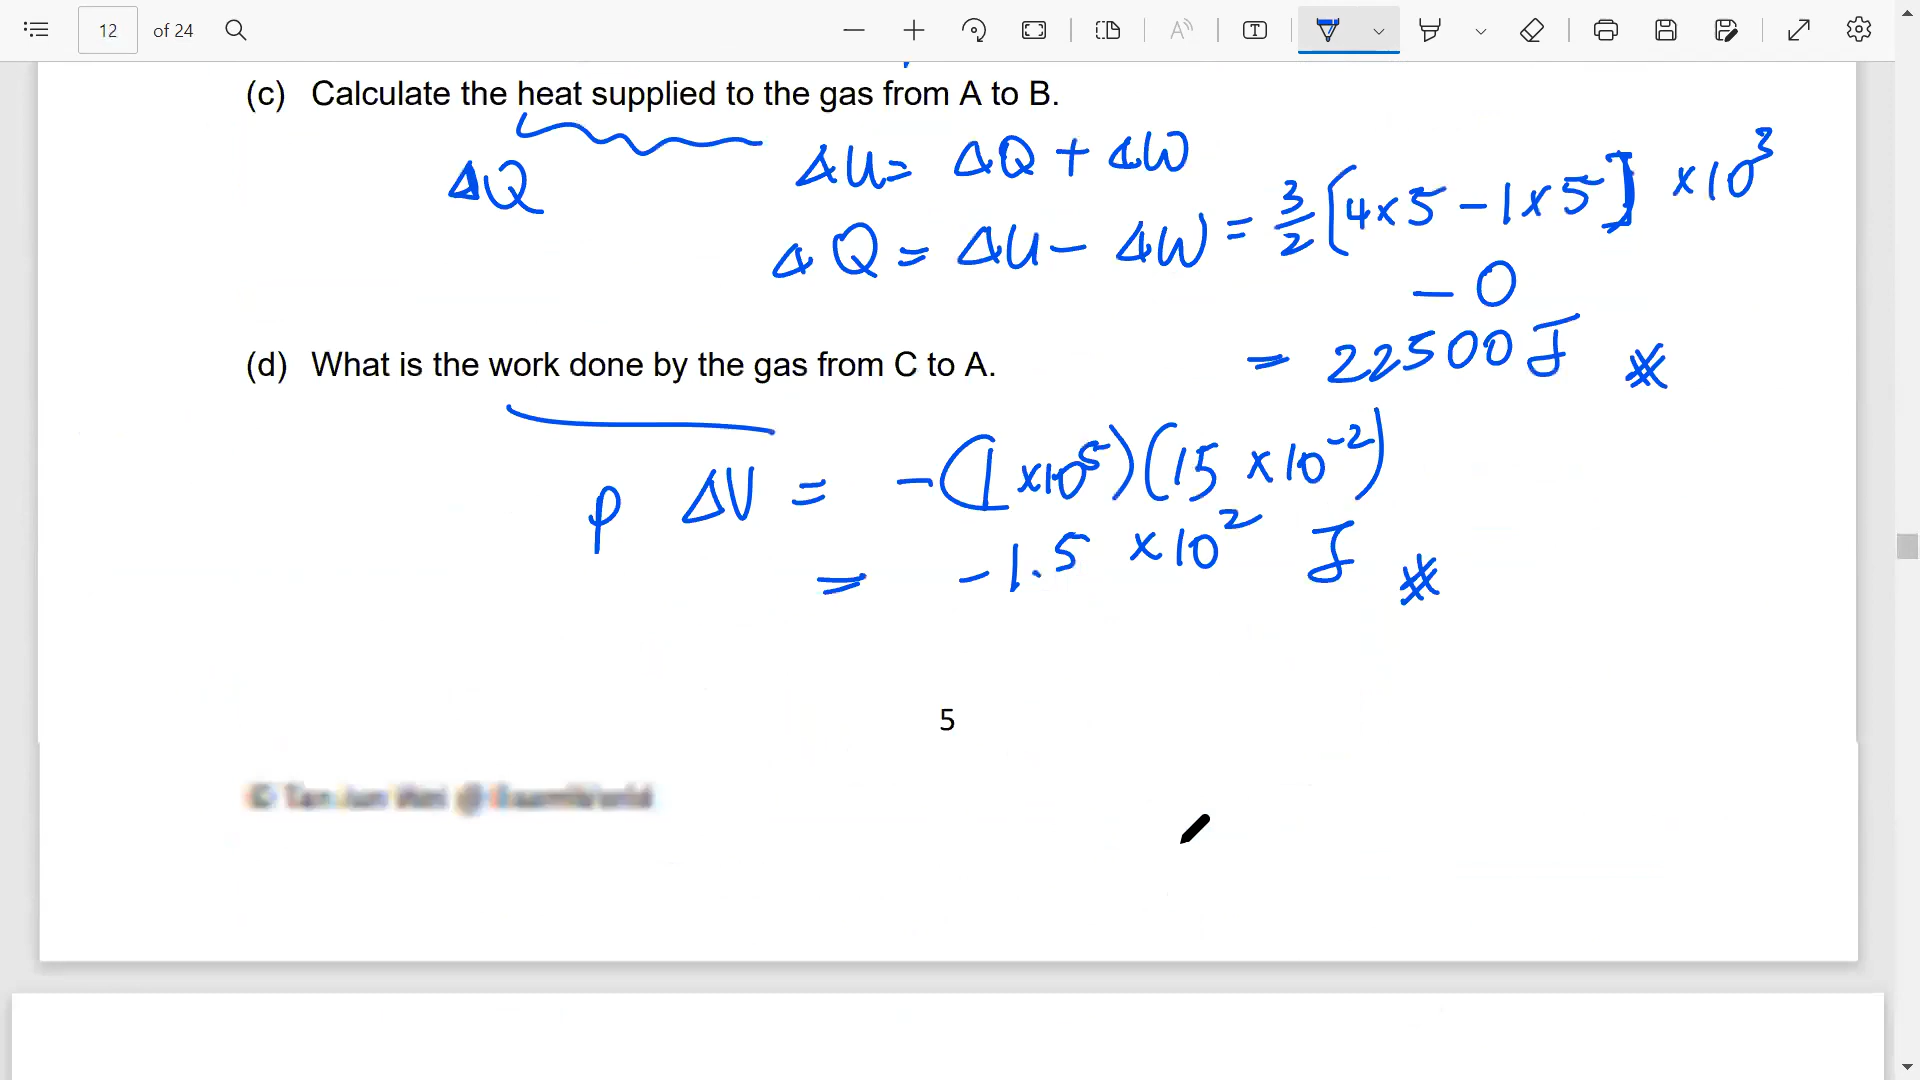 12 of 24
(c) Calculate the heat supplied to the gas from A to B.
ΔQ
ΔU = ΔQ + ΔW
ΔQ = ΔU - ΔW = 3/2 [4×5 - 1×5] ×10³
- 0
= 22500 J
(d) What is the work done by the gas from C to A.
p ΔV = -(1 ×10⁵)(15 ×10⁻²)
= -1.5 ×10² J
5